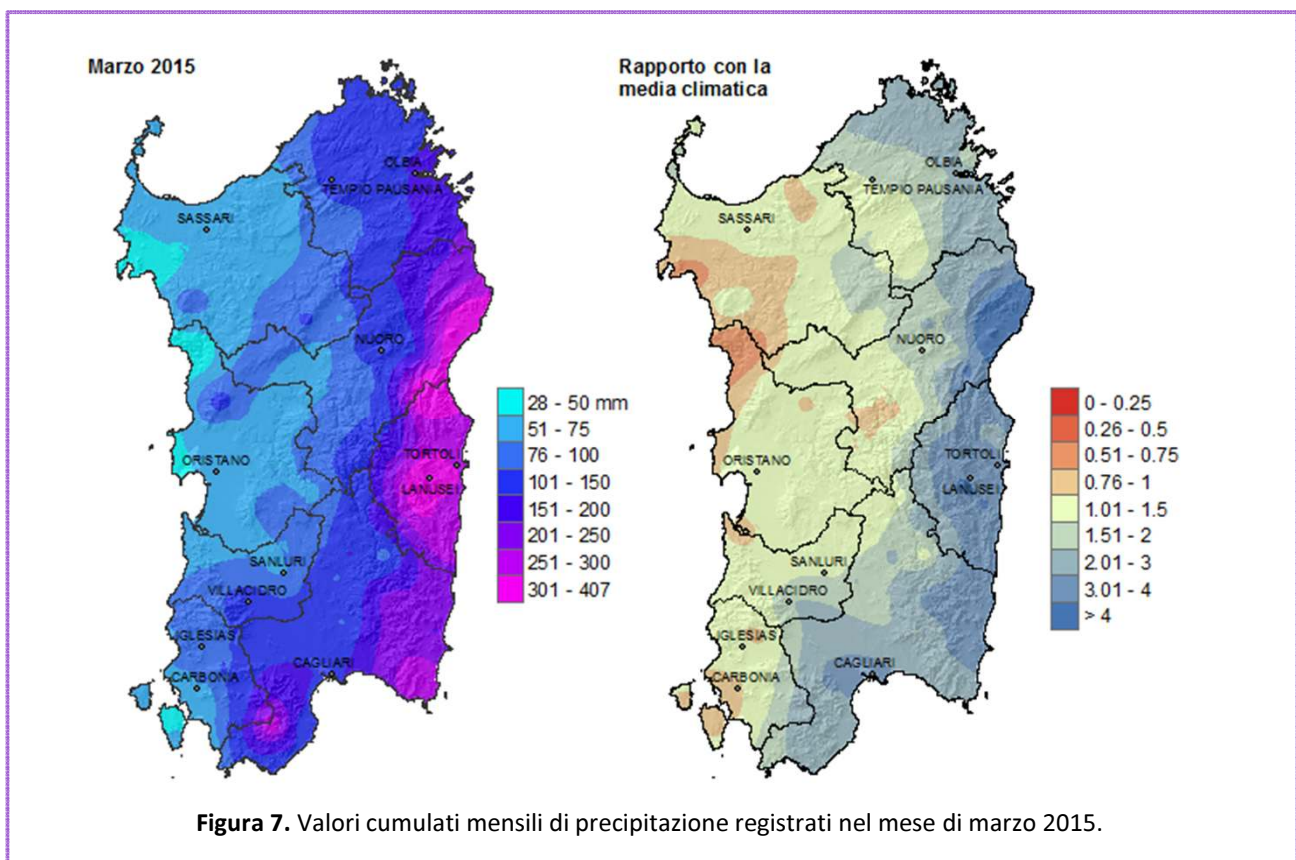 Marzo 2015
OLBIA
TEMPIO PAUSANIA
SASSARI
NUORO
ORISTANO
TORTOLI
LANUSEI
SANLURI
VILLACIDRO
IGLESIAS
CAGLIARI
CARBONIA
28 - 50 mm
51 - 75
76 - 100
101 - 150
151 - 200
201 - 250
251 - 300
301 - 407
Rapporto con la
media climatica
OLBIA
TEMPIO PAUSANIA
SASSARI
NUORO
ORISTANO
TORTOLI
LANUSEI
SANLURI
VILLACIDRO
IGLESIAS
CAGLIARI
CARBONIA
0 - 0.25
0.26 - 0.5
0.51 - 0.75
0.76 - 1
1.01 - 1.5
1.51 - 2
2.01 - 3
3.01 - 4
> 4
Figura 7. Valori cumulati mensili di precipitazione registrati nel mese di marzo 2015.